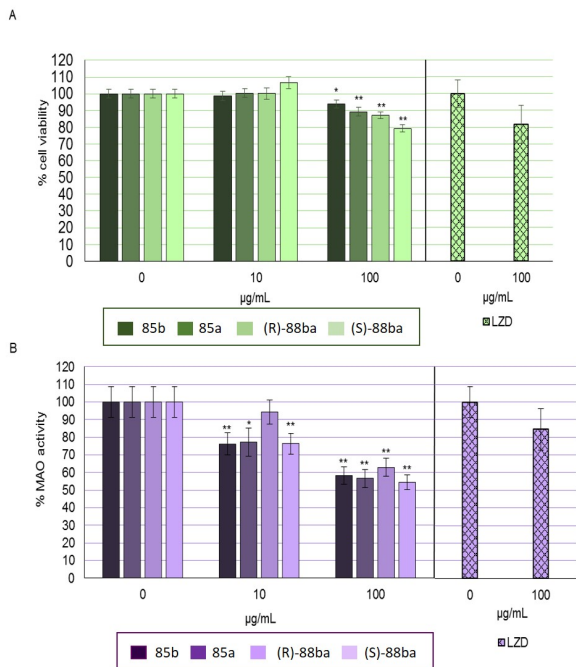 A
% cell viability
120
110
100
90
80
70
60
50
40
30
20
10
0
* ** ** **
0 10 100 0 100
µg/mL µg/mL
85b 85a (R)-88ba (S)-88ba LZD
B
% MAO activity
120
110
100
90
80
70
60
50
40
30
20
10
0
** * ** ** ** ** **
0 10 100 0 100
µg/mL µg/mL
85b 85a (R)-88ba (S)-88ba LZD